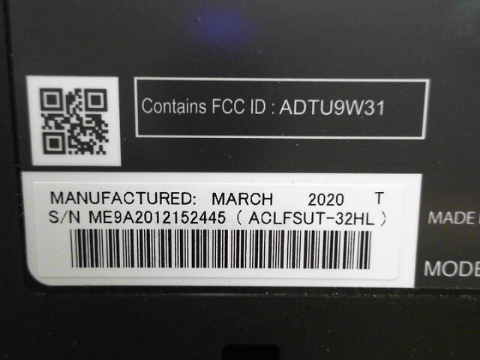 Contains FCC ID : ADTU9W31
MANUFACTURED: MARCH 2020 T
S/N ME9A2012152445 ( ACLFSUT-32HL )
MADE
MODE